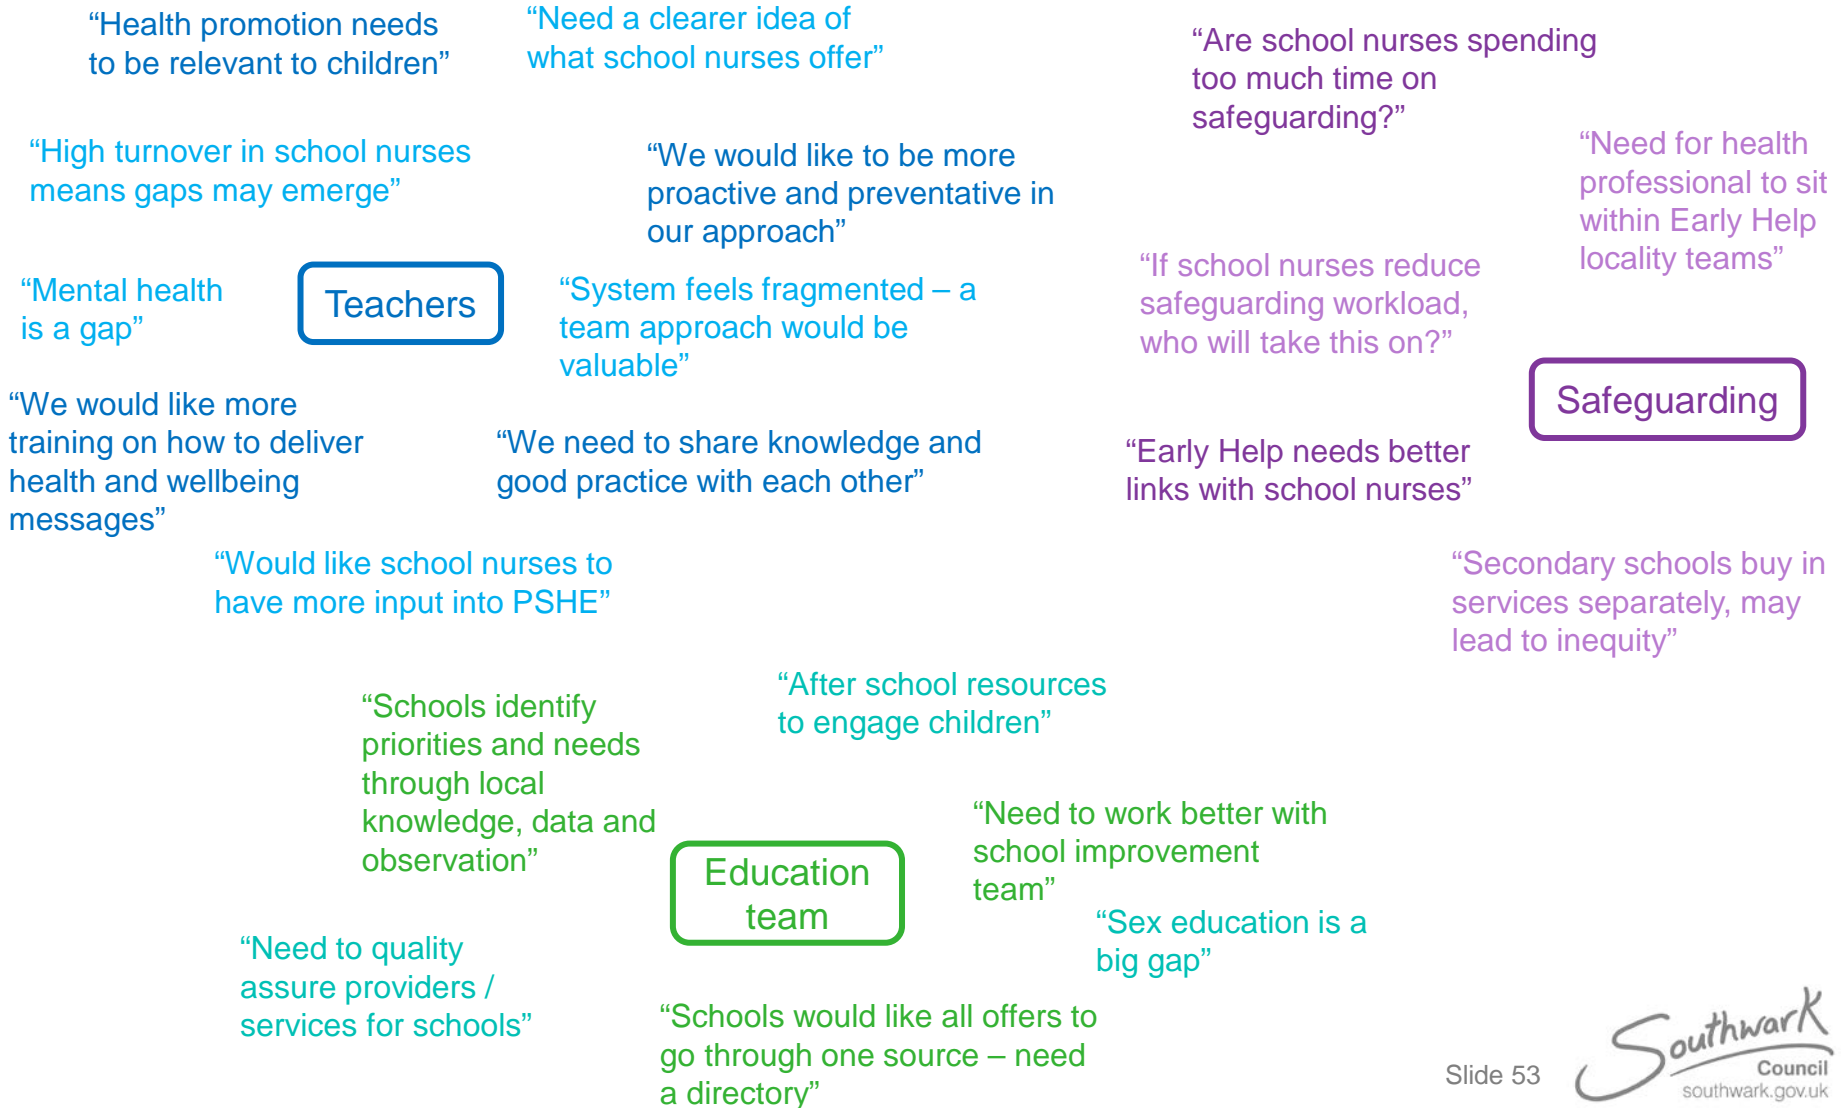 “Health promotion needs
to be relevant to children”
“Need a clearer idea of
what school nurses offer”
“Are school nurses spending
too much time on
safeguarding?”
“High turnover in school nurses
means gaps may emerge”
“We would like to be more
proactive and preventative in
our approach”
“Need for health
professional to sit
within Early Help
locality teams”
“Mental health
is a gap”
Teachers
“System feels fragmented – a
team approach would be
valuable”
“If school nurses reduce
safeguarding workload,
who will take this on?”
Safeguarding
“We would like more
training on how to deliver
health and wellbeing
messages”
“We need to share knowledge and
good practice with each other”
“Early Help needs better
links with school nurses”
“Would like school nurses to
have more input into PSHE”
“Secondary schools buy in
services separately, may
lead to inequity”
“Schools identify
priorities and needs
through local
knowledge, data and
observation”
“After school resources
to engage children”
Education
team
“Need to work better with
school improvement
team”
“Sex education is a
big gap”
“Need to quality
assure providers /
services for schools”
“Schools would like all offers to
go through one source – need
a directory”
Slide 53
Southwark
Council
southwark.gov.uk